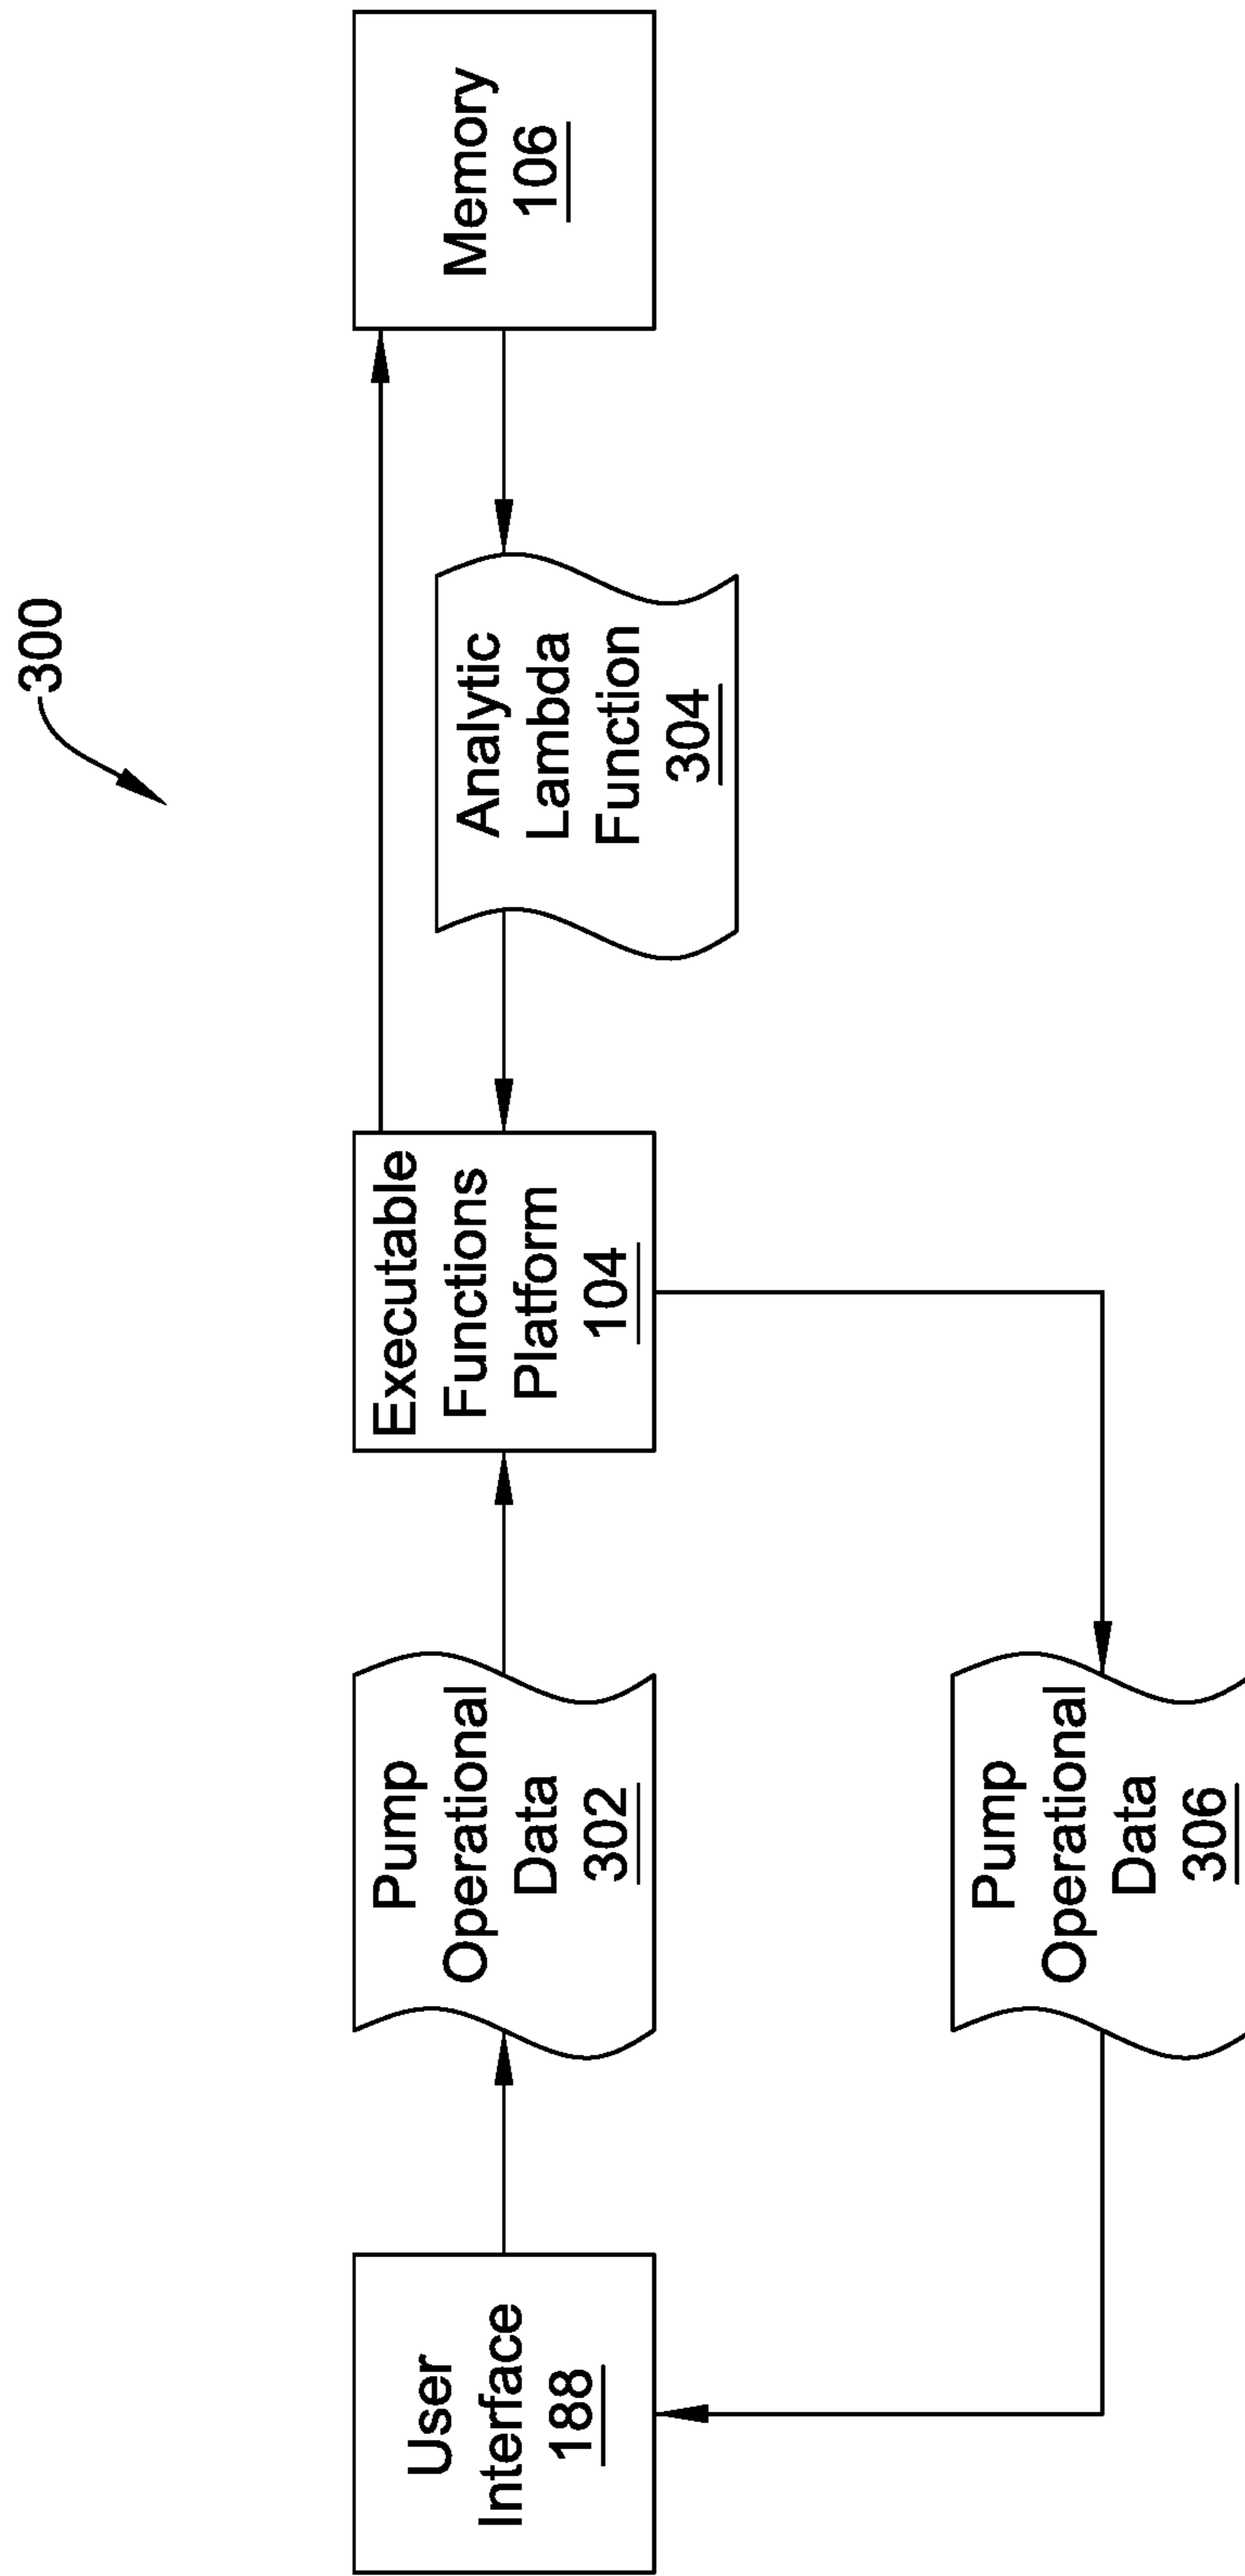 300
User
Interface
188
Pump
Operational
Data
302
Executable
Functions
Platform
104
Analytic
Lambda
Function
304
Memory
106
Pump
Operational
Data
306